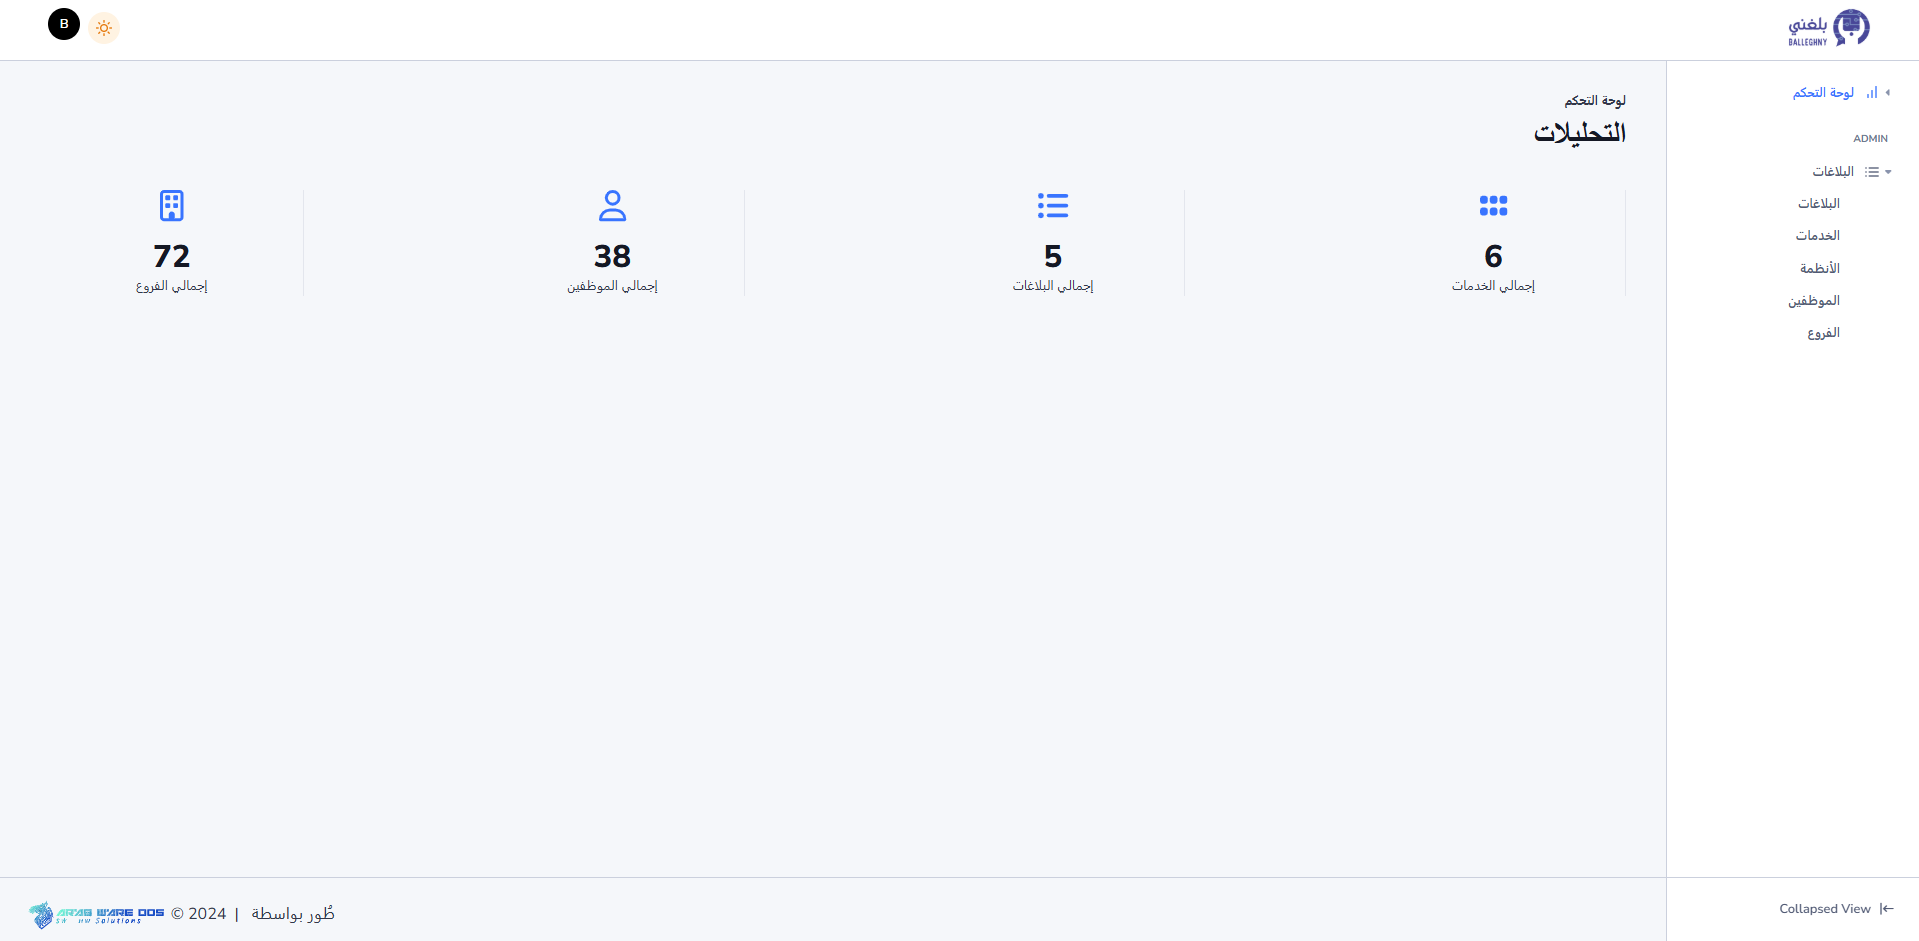 بلغني
BALLEGHNY
B
لوحة التحكم
ADMIN
البلاغات
البلاغات
الخدمات
الأنظمة
الموظفين
الفروع
Collapsed View
لوحة التحكم
التحليلات
6
إجمالي الخدمات
5
إجمالي البلاغات
38
إجمالي الموظفين
72
إجمالي الفروع
طُور بواسطة | 2024 ©
ARAB WARE DOS
Solutions